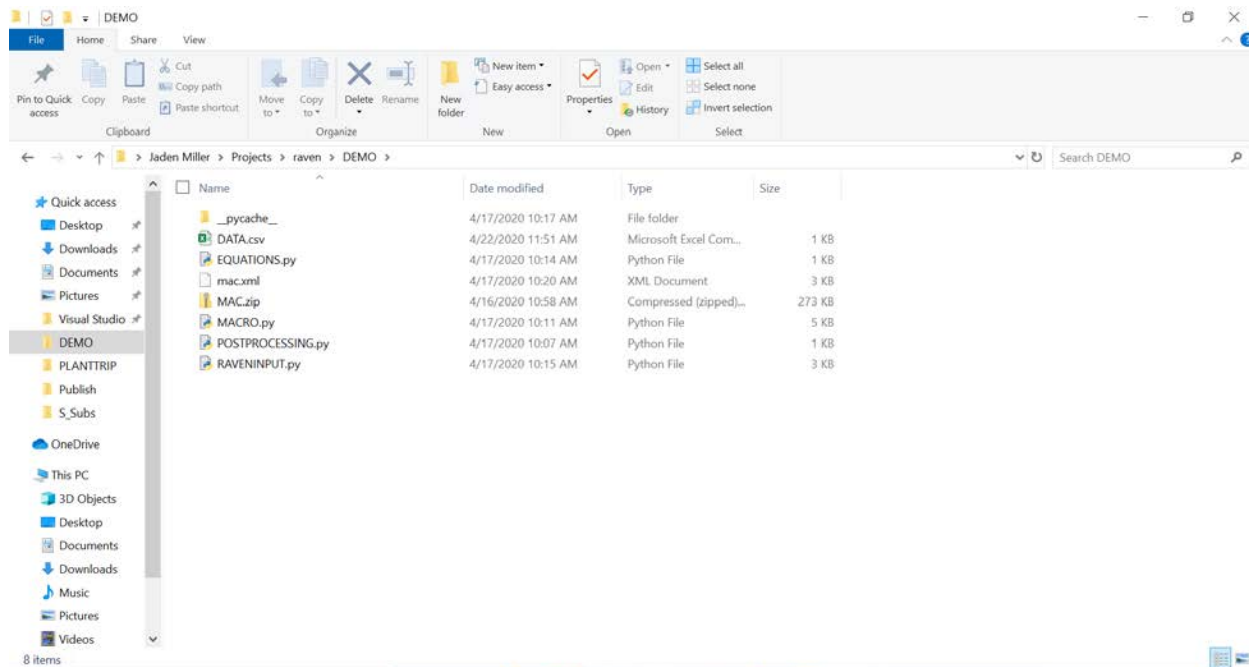 DEMO
File Home Share View
Pin to Quick access
Copy
Paste
Cut
Copy path
Paste shortcut
Clipboard
Move to
Copy to
Delete
Rename
Organize
New folder
New item
Easy access
New
Properties
Open
Edit
History
Open
Select all
Select none
Invert selection
Select
Jaden Miller > Projects > raven > DEMO >
Search DEMO
Quick access
Desktop
Downloads
Documents
Pictures
Visual Studio
DEMO
PLANTTRIP
Publish
S_Subs
OneDrive
This PC
3D Objects
Desktop
Documents
Downloads
Music
Pictures
Videos
Name Date modified Type Size
__pycache__ 4/17/2020 10:17 AM File folder
DATA.csv 4/22/2020 11:51 AM Microsoft Excel Com... 1 KB
EQUATIONS.py 4/17/2020 10:14 AM Python File 1 KB
mac.xml 4/17/2020 10:20 AM XML Document 3 KB
MAC.zip 4/16/2020 10:58 AM Compressed (zipped)... 273 KB
MACRO.py 4/17/2020 10:11 AM Python File 5 KB
POSTPROCESSING.py 4/17/2020 10:07 AM Python File 1 KB
RAVENINPUT.py 4/17/2020 10:15 AM Python File 3 KB
8 items